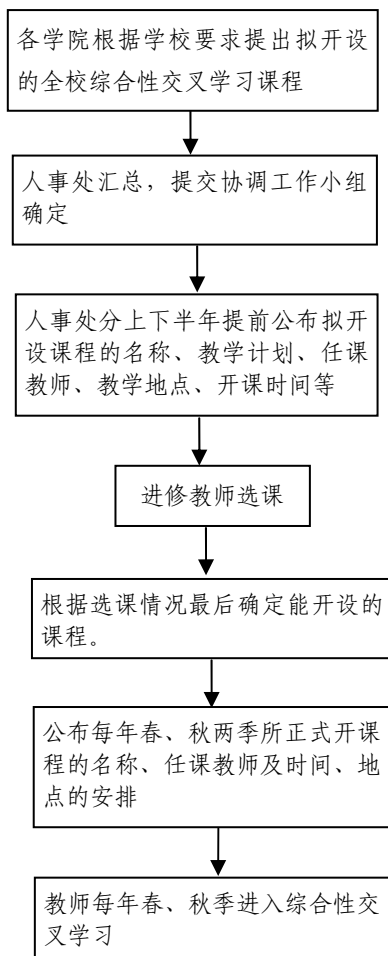 各学院根据学校要求提出拟开设
的全校综合性交叉学习课程
人事处汇总，提交协调工作小组
确定
人事处分上下半年提前公布拟开
设课程的名称、教学计划、任课
教师、教学地点、开课时间等
进修教师选课
根据选课情况最后确定能开设的
课程。
公布每年春、秋两季所正式开课
程的名称、任课教师及时间、地
点的安排
教师每年春、秋季进入综合性交
叉学习